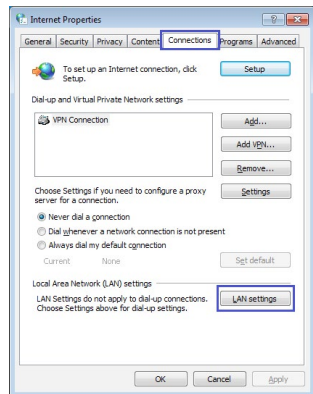 Internet Properties
General Security Privacy Content Connections Programs Advanced
To set up an Internet connection, click
Setup.
Setup
Dial-up and Virtual Private Network settings
VPN Connection
Add...
Add VPN...
Remove...
Choose Settings if you need to configure a proxy
server for a connection.
Settings
Never dial a connection
Dial whenever a network connection is not present
Always dial my default connection
Current None
Set default
Local Area Network (LAN) settings
LAN Settings do not apply to dial-up connections.
Choose Settings above for dial-up settings.
LAN settings
OK Cancel Apply